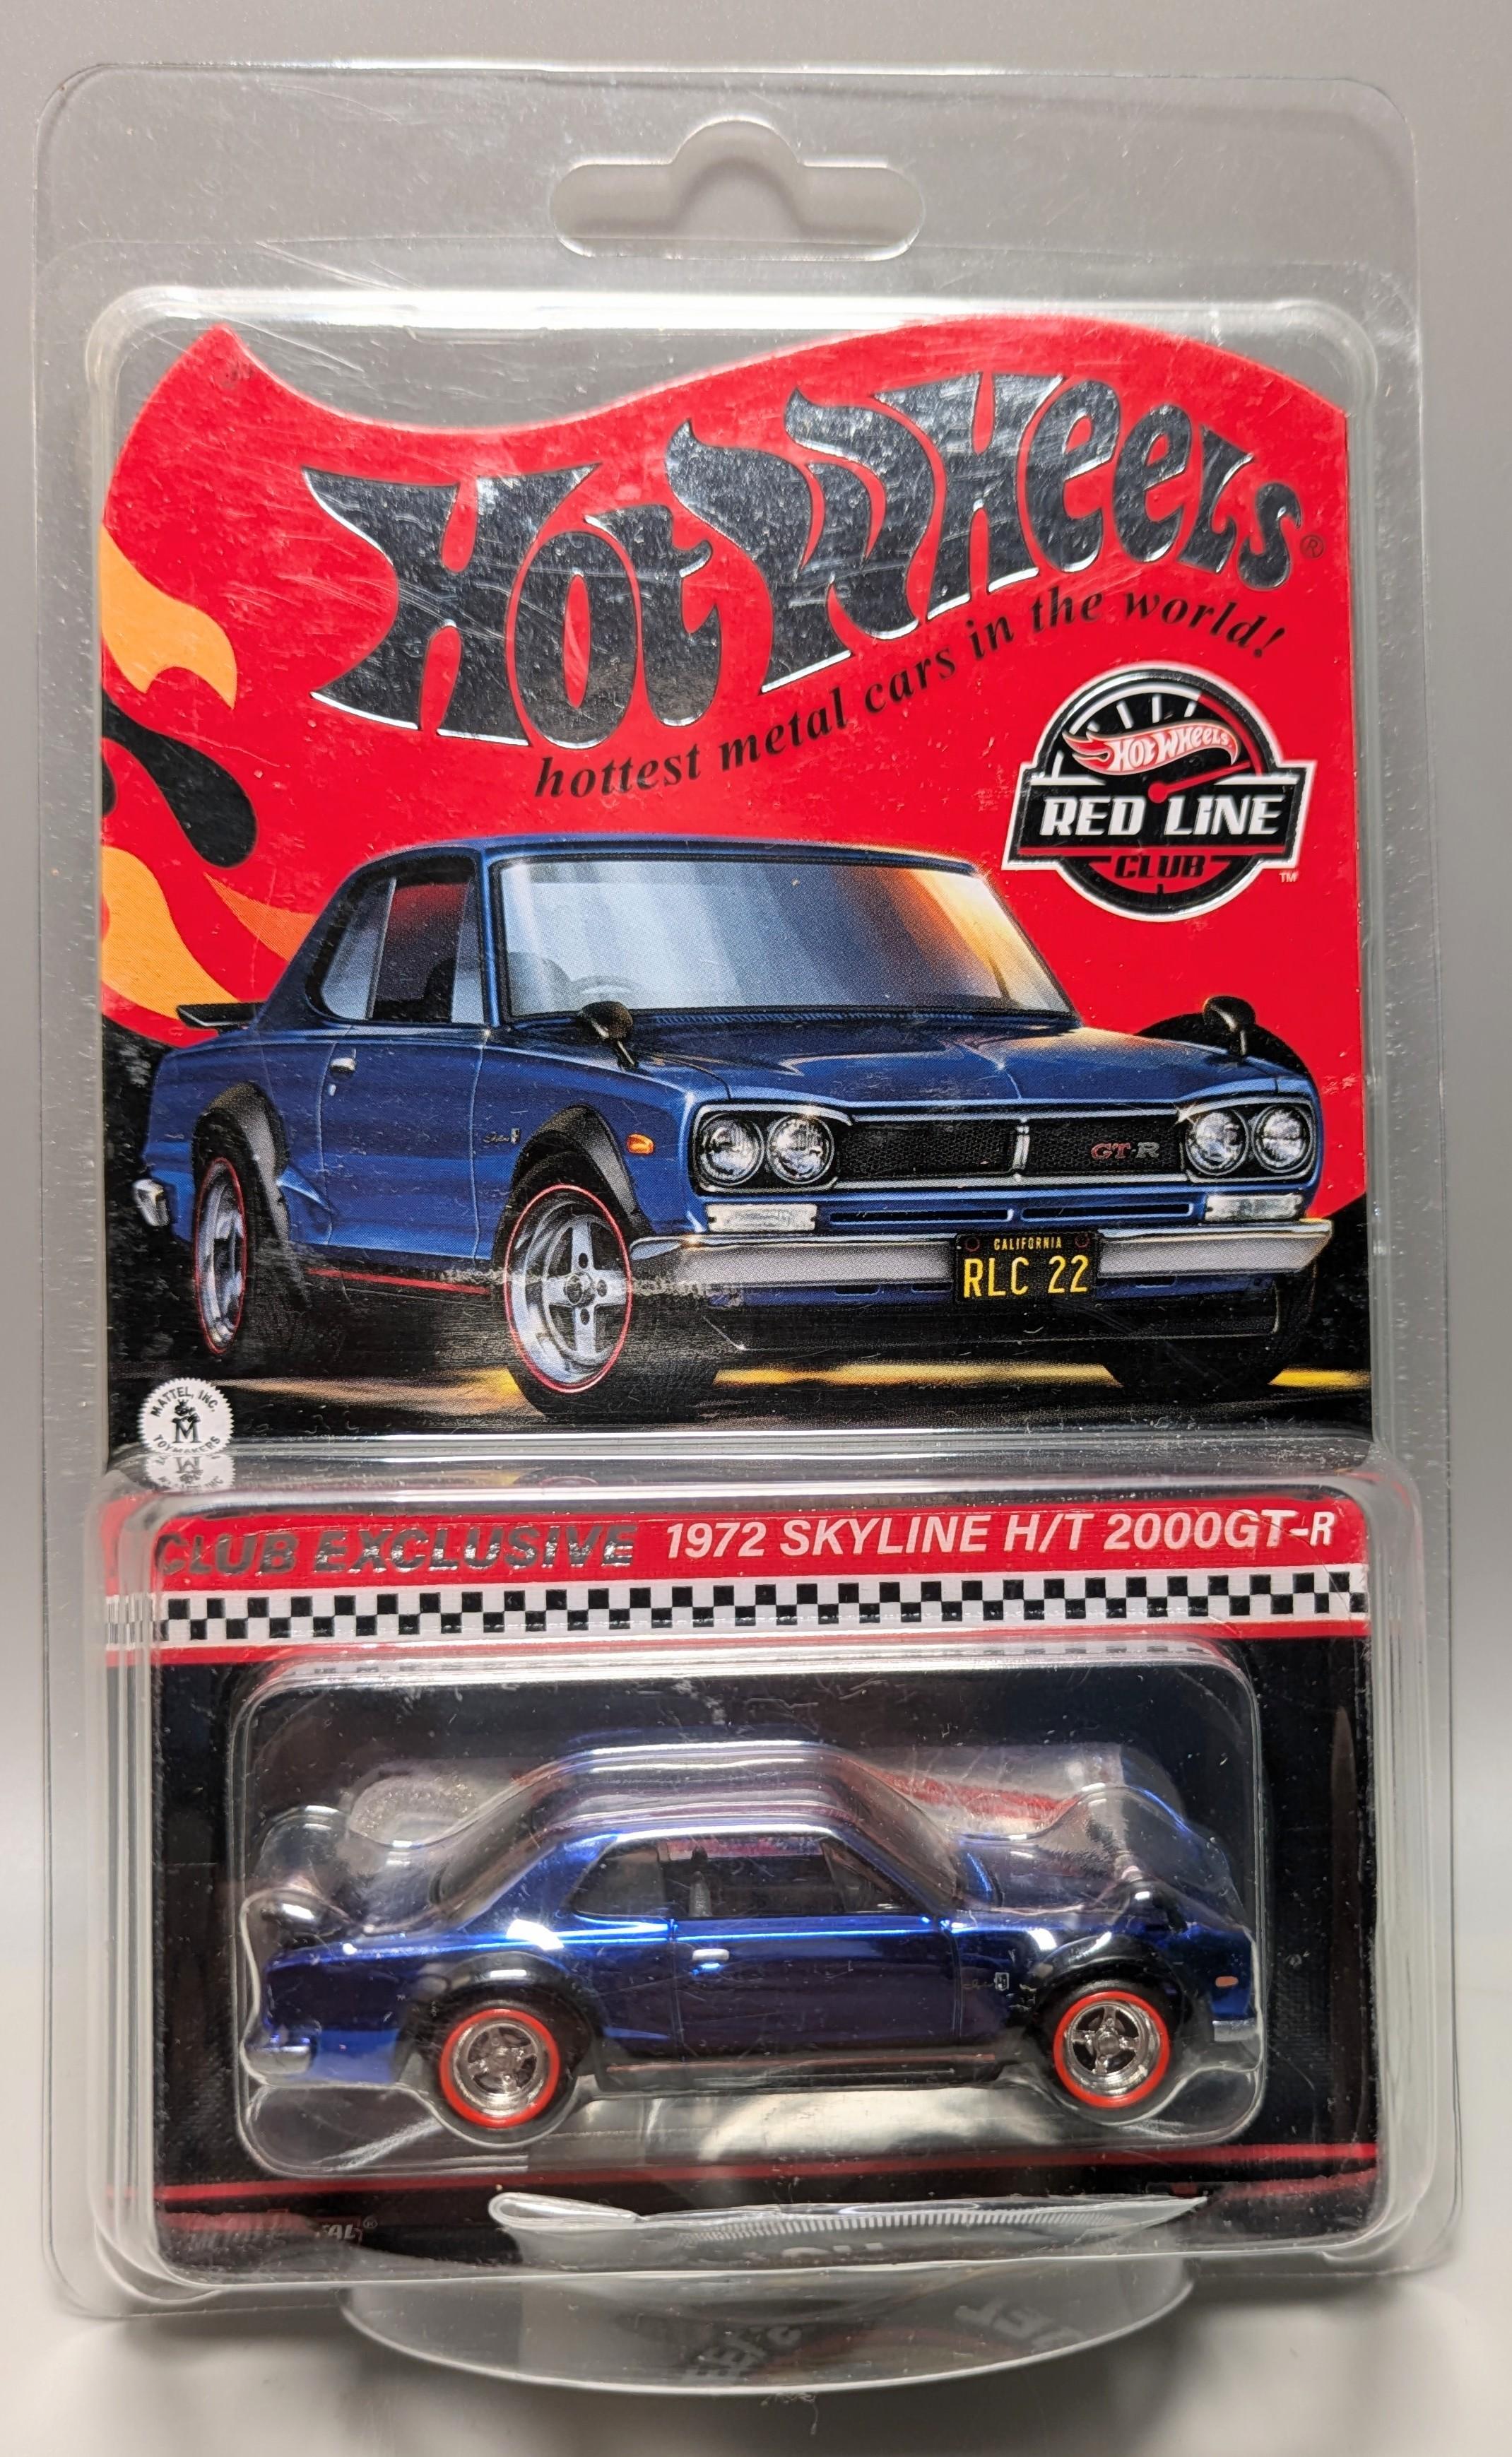 Hot Wheels®
hottest metal cars in the world!
Hot Wheels
RED LINE
CLUB
TM
GT-R
CALIFORNIA
RLC 22
MATTEL, INC.
M
TOYMAKERS
CLUB EXCLUSIVE 1972 SKYLINE H/T 2000GT-R